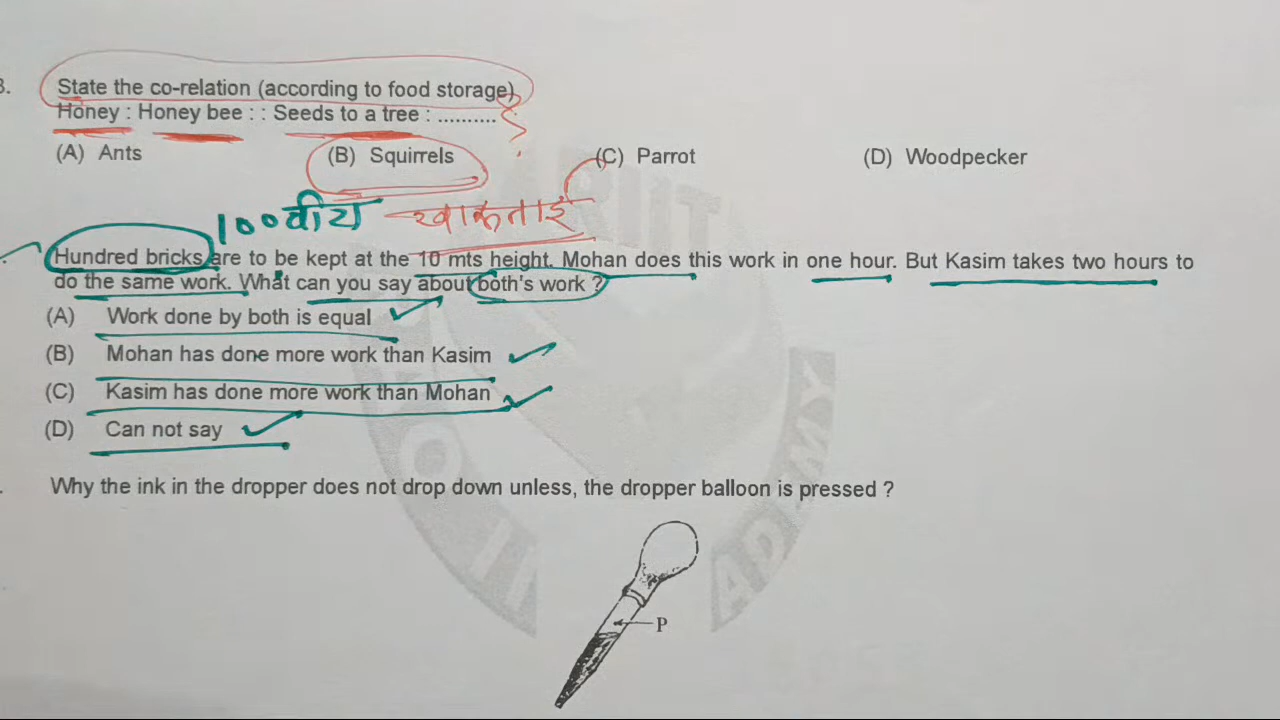 3.
State the co-relation (according to food storage)
Honey : Honey bee : : Seeds to a tree : ..........
(A) Ants
(B) Squirrels
(C) Parrot
(D) Woodpecker
Hundred bricks are to be kept at the 10 mts height. Mohan does this work in one hour. But Kasim takes two hours to
do the same work. What can you say about both's work ?
(A) Work done by both is equal
(B) Mohan has done more work than Kasim
(C) Kasim has done more work than Mohan
(D) Can not say
Why the ink in the dropper does not drop down unless, the dropper balloon is pressed ?
P
ADEMY